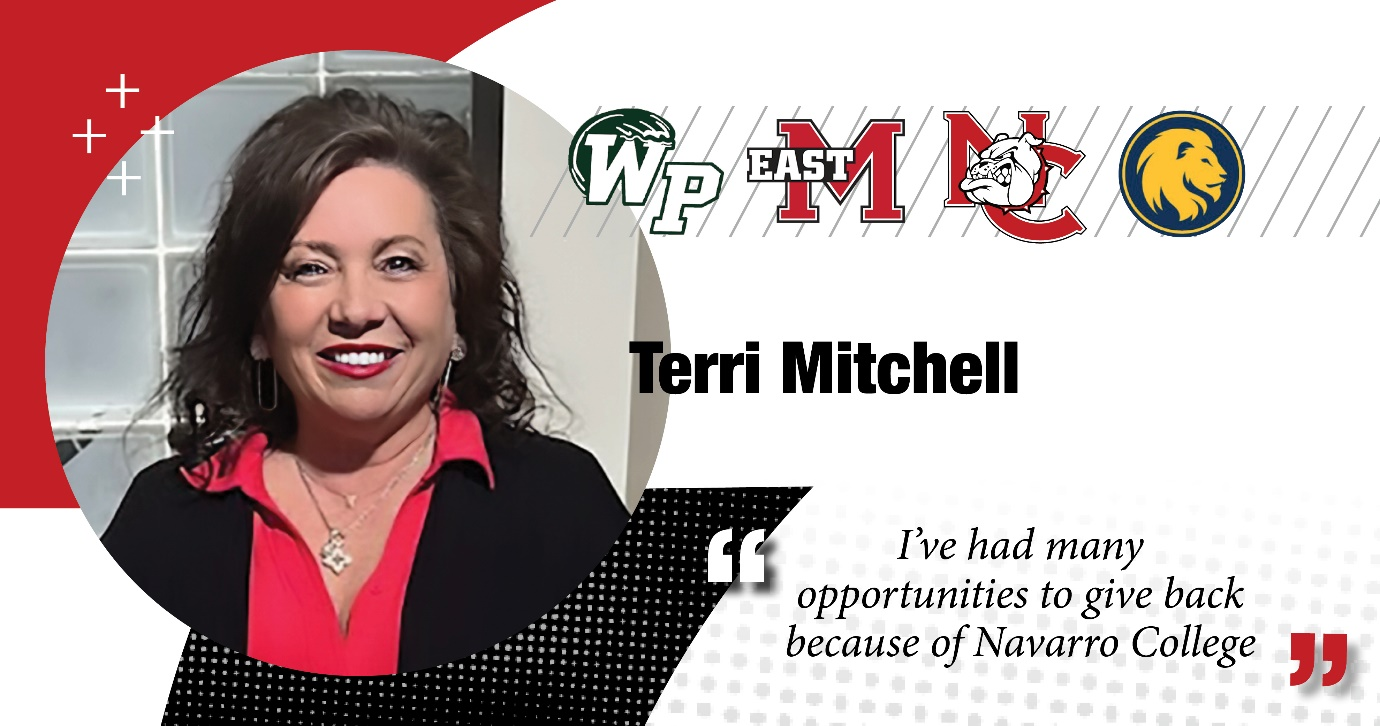 WP
EAST M
NC
Terri Mitchell
“I’ve had many
opportunities to give back
because of Navarro College”